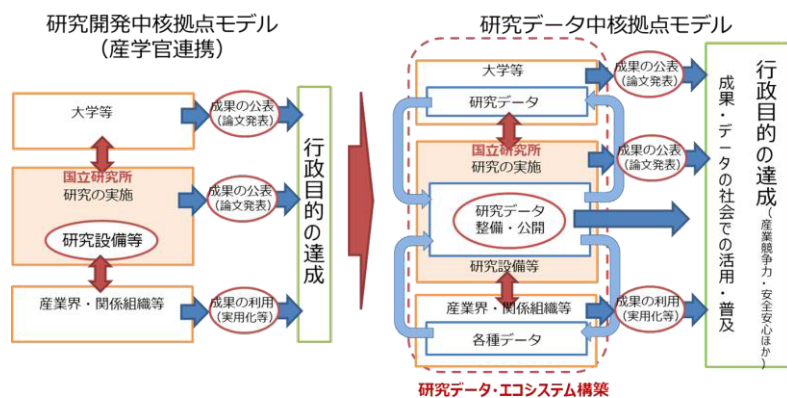 研究開発中核拠点モデル
（産学官連携）
大学等
成果の公表
（論文発表）
国立研究所
研究の実施
成果の公表
（論文発表）
研究設備等
産業界・関係組織等
成果の利用
（実用化等）
行政目的の達成
研究データ中核拠点モデル
大学等
研究データ
成果の公表
（論文発表）
国立研究所
研究の実施
成果の公表
（論文発表）
研究データ
整備・公開
研究設備等
産業界・関係組織等
各種データ
成果の利用
（実用化等）
行政目的の達成（産業競争力・安全安心ほか）
成果・データの社会での活用・普及
研究データ・エコシステム構築